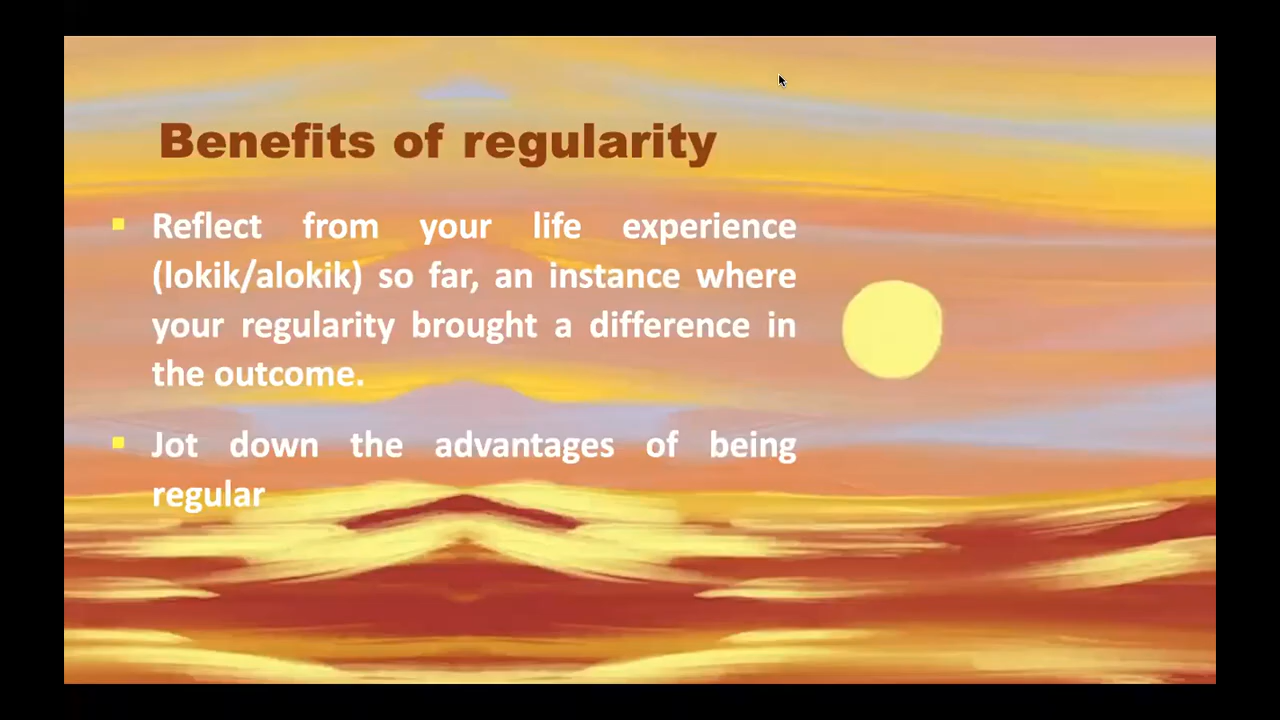 Benefits of regularity
Reflect from your life experience
(lokik/alokik) so far, an instance where
your regularity brought a difference in
the outcome.
Jot down the advantages of being
regular